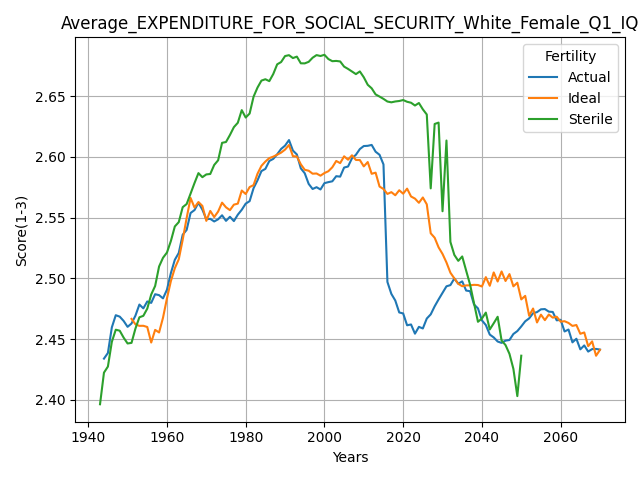 Average_EXPENDITURE_FOR_SOCIAL_SECURITY_White_Female_Q1_IQ
Fertility
Actual
Ideal
Sterile
Score(1-3)
2.65
2.60
2.55
2.50
2.45
2.40
1940 1960 1980 2000 2020 2040 2060
Years